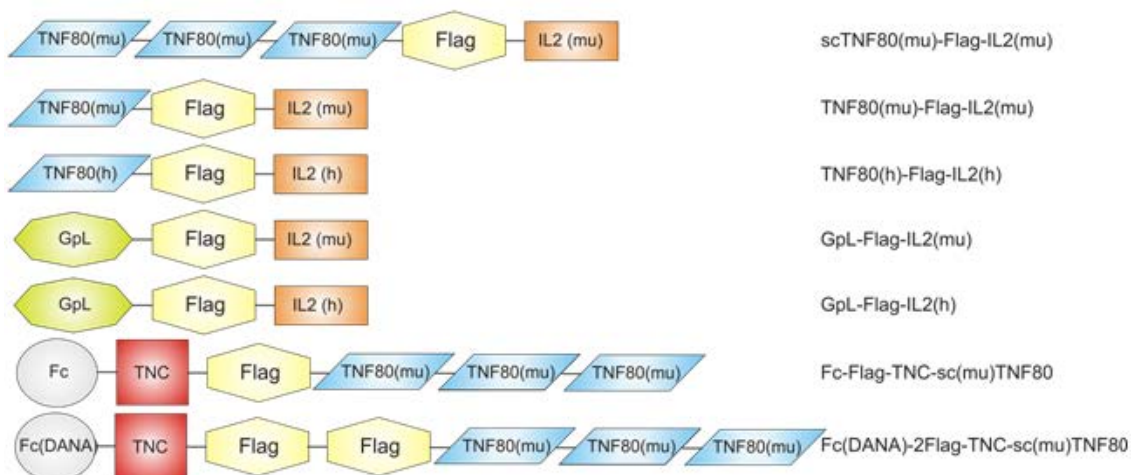 TNF80(mu) TNF80(mu) TNF80(mu) Flag IL2 (mu) scTNF80(mu)-Flag-IL2(mu)
TNF80(mu) Flag IL2 (mu) TNF80(mu)-Flag-IL2(mu)
TNF80(h) Flag IL2 (h) TNF80(h)-Flag-IL2(h)
GpL Flag IL2 (mu) GpL-Flag-IL2(mu)
GpL Flag IL2 (h) GpL-Flag-IL2(h)
Fc TNC Flag TNF80(mu) TNF80(mu) TNF80(mu) Fc-Flag-TNC-sc(mu)TNF80
Fc(DANA) TNC Flag Flag TNF80(mu) TNF80(mu) TNF80(mu) Fc(DANA)-2Flag-TNC-sc(mu)TNF80